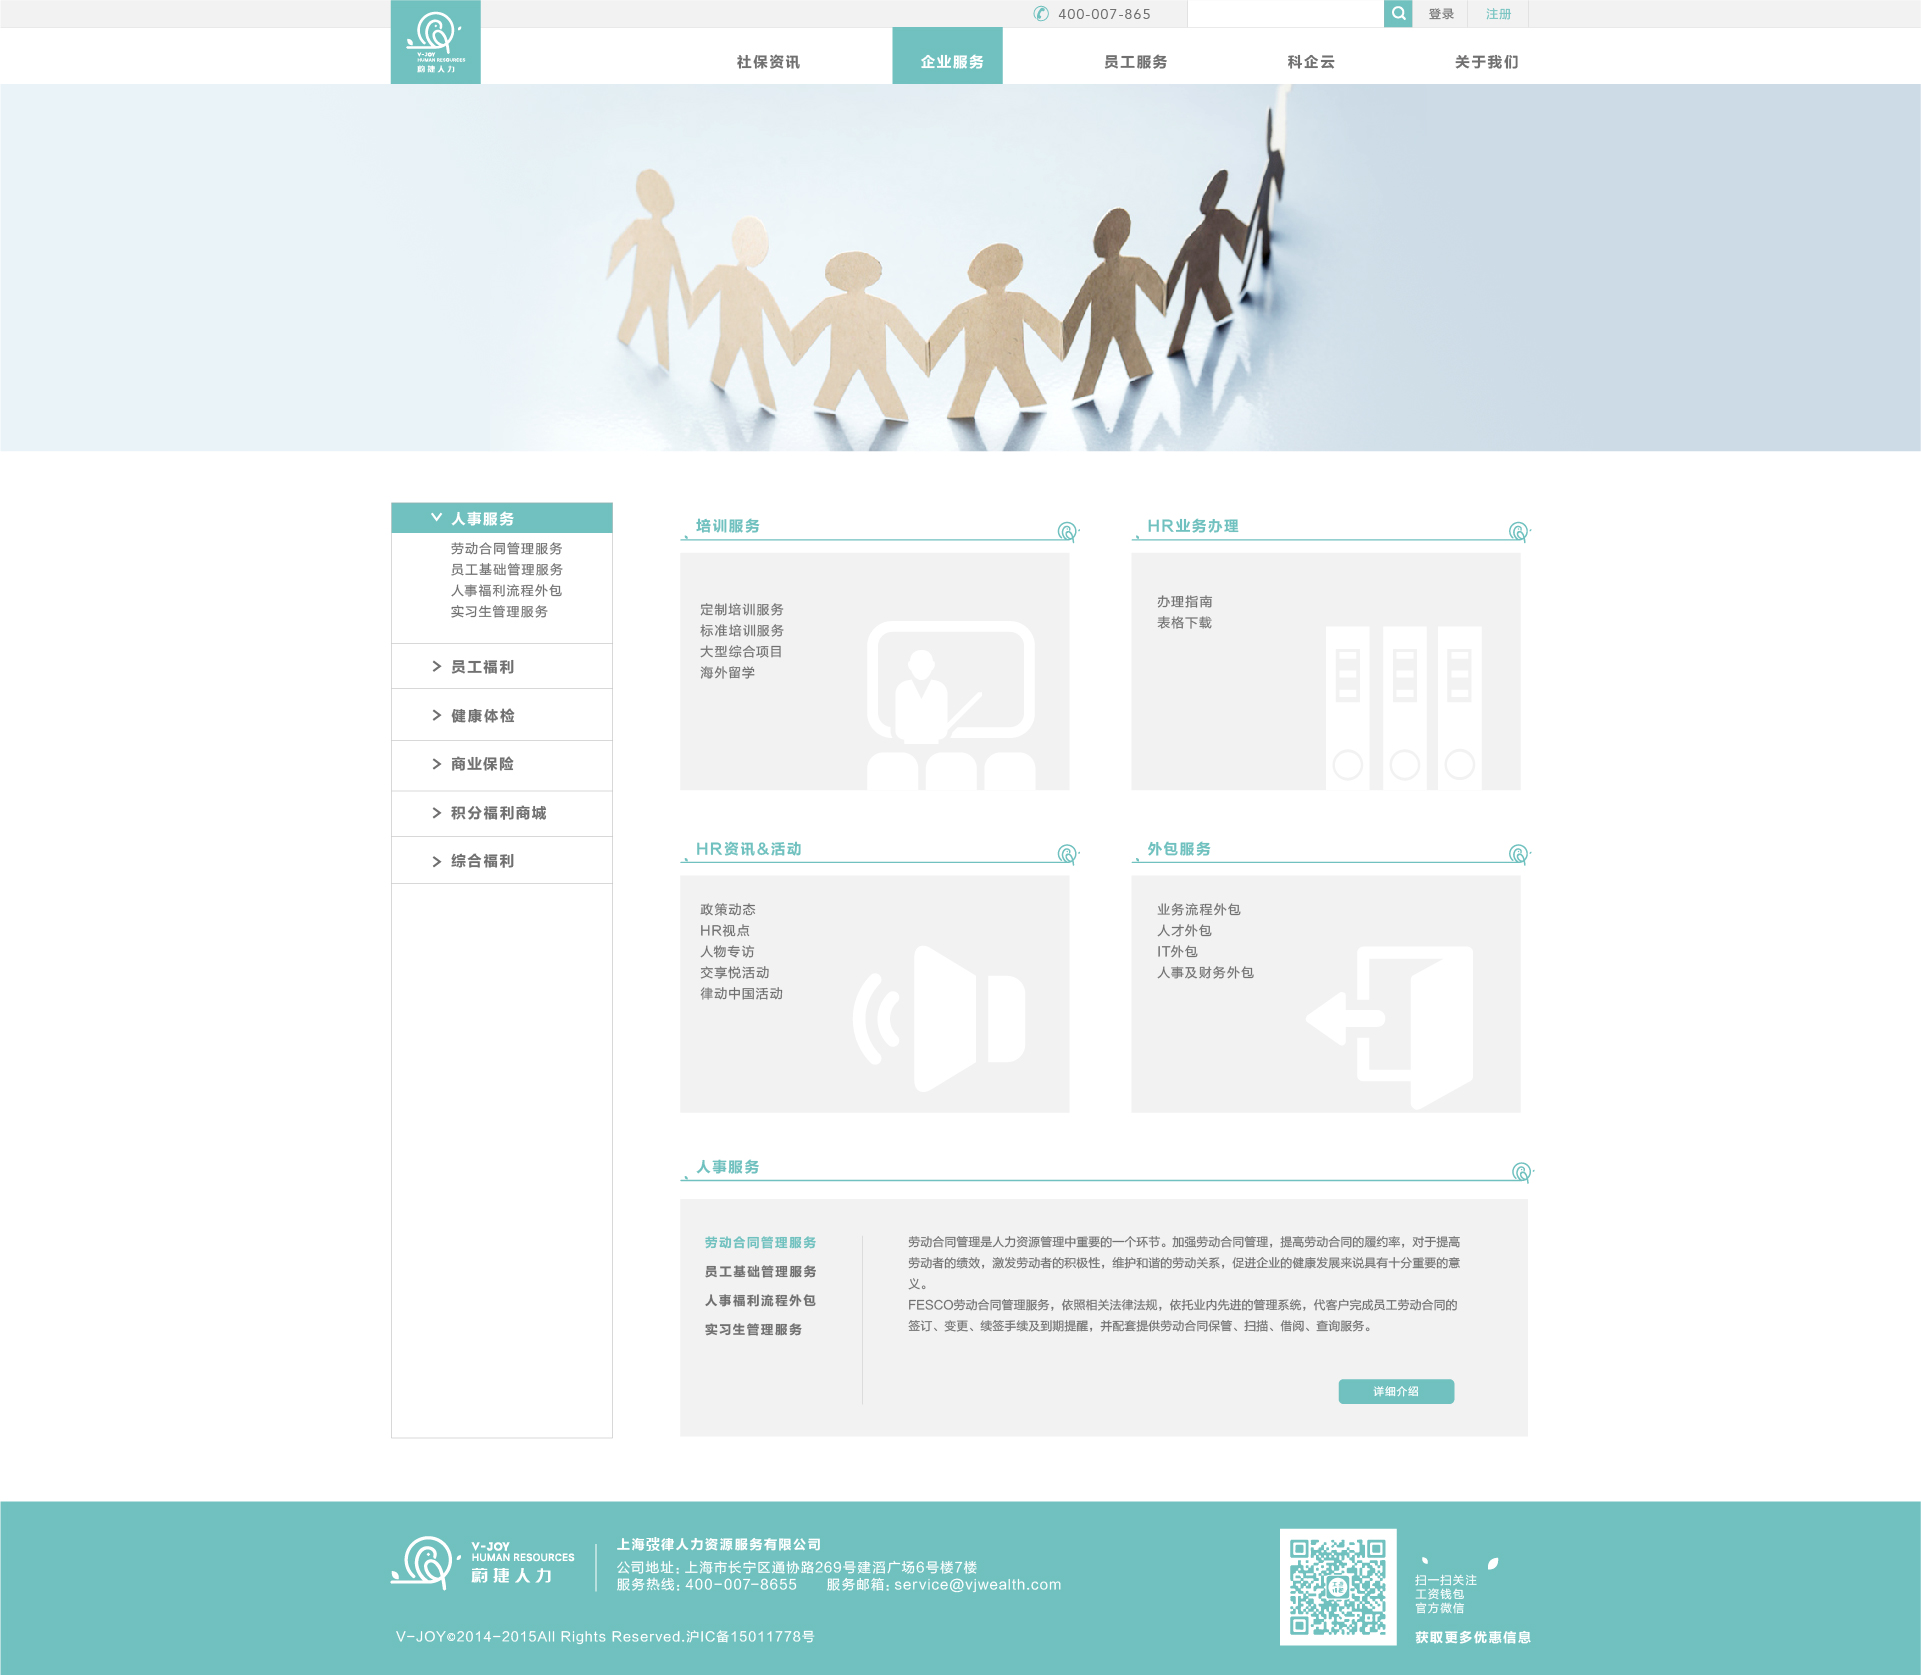 400-007-865
登录
注册
V-JOY
HUMAN RESOURCES
蔚捷人力
社保资讯
企业服务
员工服务
科企云
关于我们
人事服务
劳动合同管理服务
员工基础管理服务
人事福利流程外包
实习生管理服务
员工福利
健康体检
商业保险
积分福利商城
综合福利
培训服务
定制培训服务
标准培训服务
大型综合项目
海外留学
HR业务办理
办理指南
表格下载
HR资讯&活动
政策动态
HR视点
人物专访
交享悦活动
律动中国活动
外包服务
业务流程外包
人才外包
IT外包
人事及财务外包
人事服务
劳动合同管理服务
员工基础管理服务
人事福利流程外包
实习生管理服务
劳动合同管理是人力资源管理中重要的一个环节。加强劳动合同管理，提高劳动合同的履约率，对于提高
劳动者的绩效，激发劳动者的积极性，维护和谐的劳动关系，促进企业的健康发展来说具有十分重要的意
义。
FESCO劳动合同管理服务，依照相关法律法规，依托业内先进的管理系统，代客户完成员工劳动合同的
签订、变更、续签手续及到期提醒，并配套提供劳动合同保管、扫描、借阅、查询服务。
详细介绍
V-JOY
HUMAN RESOURCES
蔚捷人力
上海彂律人力资源服务有限公司
公司地址：上海市长宁区通协路269号建滔广场6号楼7楼
服务热线：400-007-8655 服务邮箱：service@vjwealth.com
V-JOY©2014-2015All Rights Reserved.沪IC备15011778号
扫一扫关注
工资钱包
官方微信
获取更多优惠信息